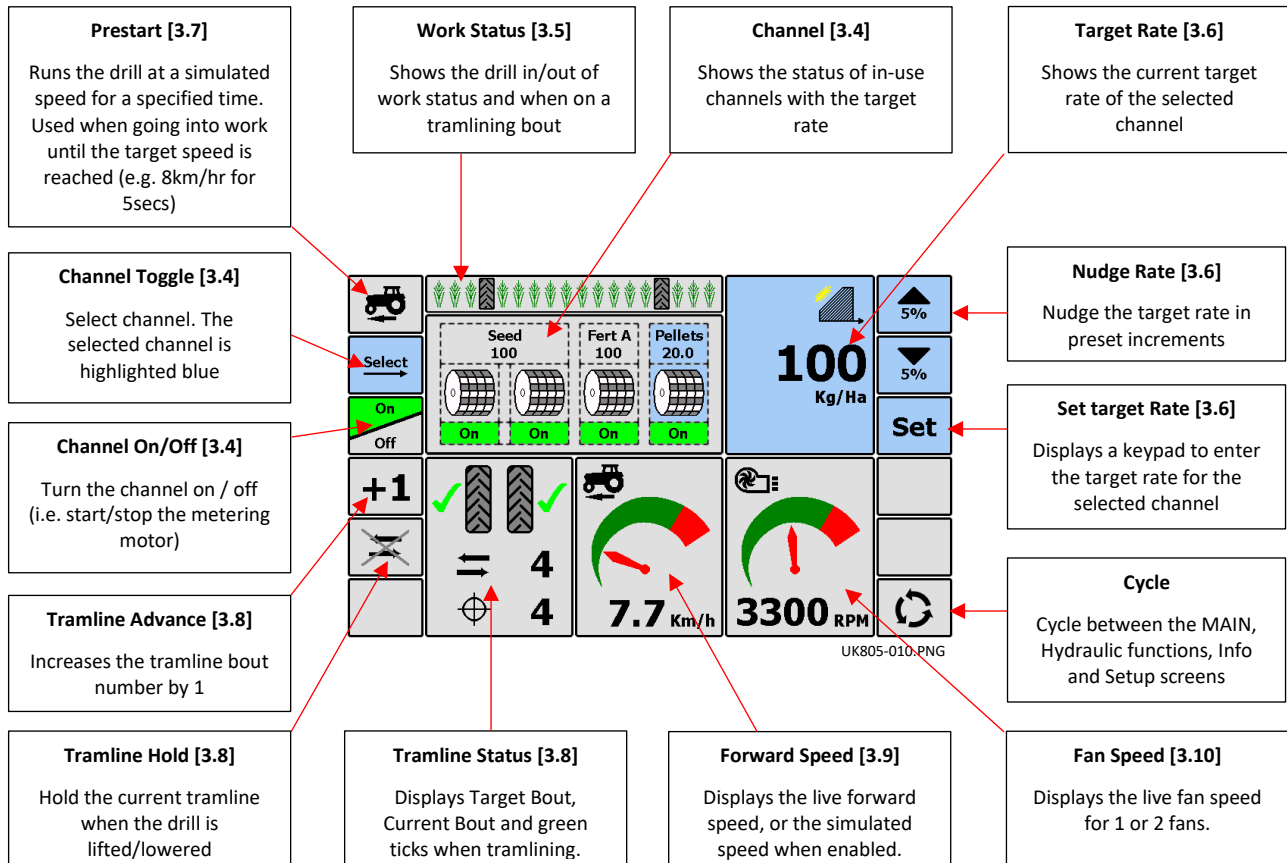 Prestart [3.7]
Runs the drill at a simulated
speed for a specified time.
Used when going into work
until the target speed is
reached (e.g. 8km/hr for
5secs)
Work Status [3.5]
Shows the drill in/out of
work status and when on a
tramlining bout
Channel [3.4]
Shows the status of in-use
channels with the target
rate
Target Rate [3.6]
Shows the current target
rate of the selected
channel
Channel Toggle [3.4]
Select channel. The
selected channel is
highlighted blue
Channel On/Off [3.4]
Turn the channel on / off
(i.e. start/stop the metering
motor)
Tramline Advance [3.8]
Increases the tramline bout
number by 1
Select
On
Off
+1
Seed
100
Fert A
100
Pellets
20.0
On
On
On
On
100
Kg/Ha
5%
5%
Set
4
4
7.7 Km/h
3300 RPM
UK805-010.PNG
Nudge Rate [3.6]
Nudge the target rate in
preset increments
Set target Rate [3.6]
Displays a keypad to enter
the target rate for the
selected channel
Cycle
Cycle between the MAIN,
Hydraulic functions, Info
and Setup screens
Tramline Hold [3.8]
Hold the current tramline
when the drill is
lifted/lowered
Tramline Status [3.8]
Displays Target Bout,
Current Bout and green
ticks when tramlining.
Forward Speed [3.9]
Displays the live forward
speed, or the simulated
speed when enabled.
Fan Speed [3.10]
Displays the live fan speed
for 1 or 2 fans.